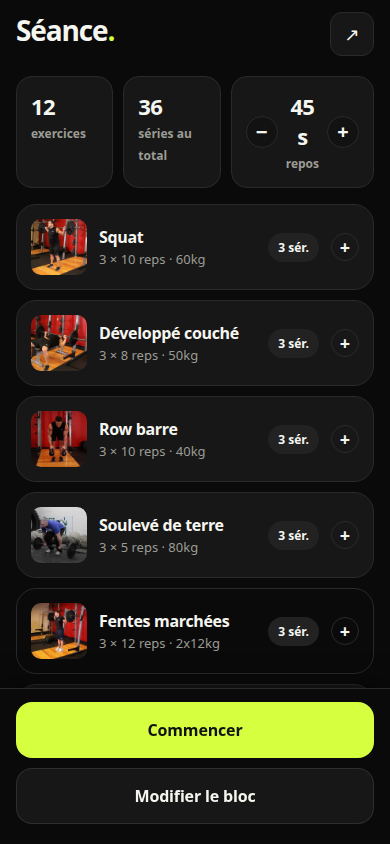 Séance.
↗
12
exercices
36
séries au
total
−
45
s
repos
+
Squat
3 × 10 reps · 60kg
3 sér.
+
Développé couché
3 × 8 reps · 50kg
3 sér.
+
Row barre
3 × 10 reps · 40kg
3 sér.
+
Soulevé de terre
3 × 5 reps · 80kg
3 sér.
+
Fentes marchées
3 × 12 reps · 2x12kg
3 sér.
+
Commencer
Modifier le bloc